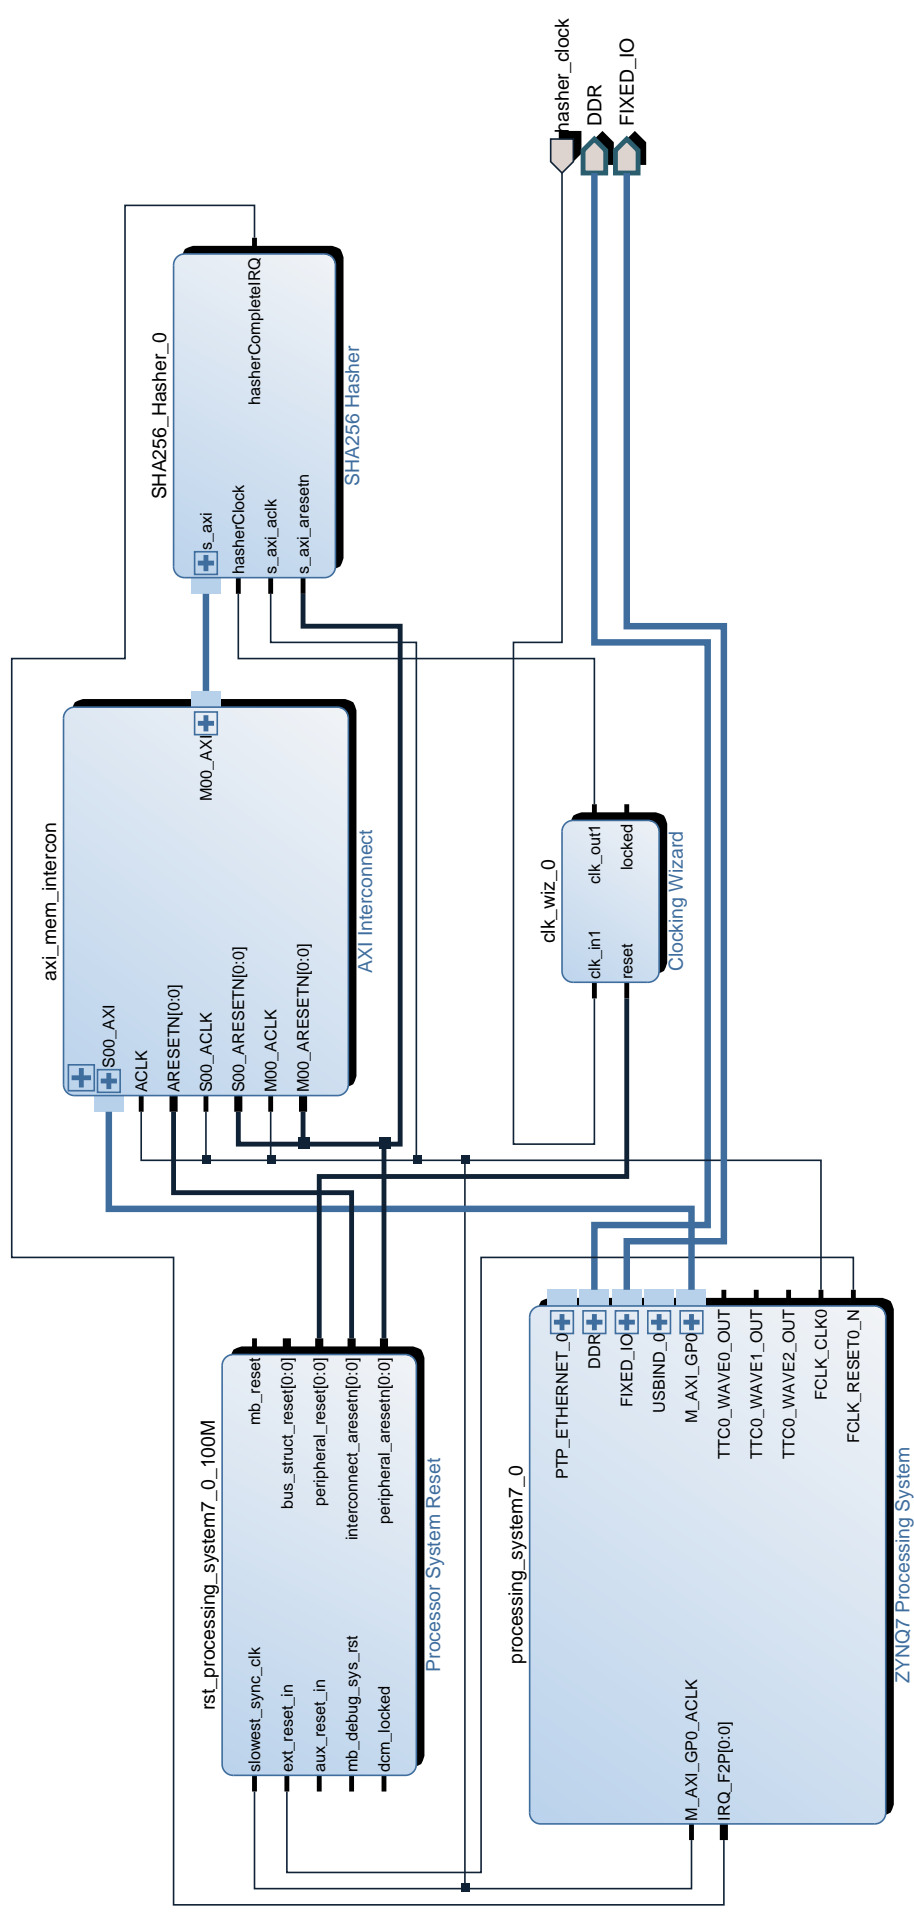 rst_processing_system7_0_100M
slowest_sync_clk
ext_reset_in
aux_reset_in
mb_debug_sys_rst
dcm_locked
mb_reset
bus_struct_reset[0:0]
peripheral_reset[0:0]
interconnect_aresetn[0:0]
peripheral_aresetn[0:0]
Processor System Reset
processing_system7_0
M_AXI_GP0_ACLK
IRQ_F2P[0:0]
PTP_ETHERNET_0
DDR
FIXED_IO
USBIND_0
M_AXI_GP0
TTC0_WAVE0_OUT
TTC0_WAVE1_OUT
TTC0_WAVE2_OUT
FCLK_CLK0
FCLK_RESET0_N
ZYNQ7 Processing System
axi_mem_intercon
S00_AXI
ACLK
ARESETN[0:0]
S00_ACLK
S00_ARESETN[0:0]
M00_ACLK
M00_ARESETN[0:0]
M00_AXI
AXI Interconnect
clk_wiz_0
clk_in1
reset
clk_out1
locked
Clocking Wizard
SHA256_Hasher_0
s_axi
hasherClock
s_axi_aclk
s_axi_aresetn
hasherCompleteIRQ
SHA256 Hasher
hasher_clock
DDR
FIXED_IO